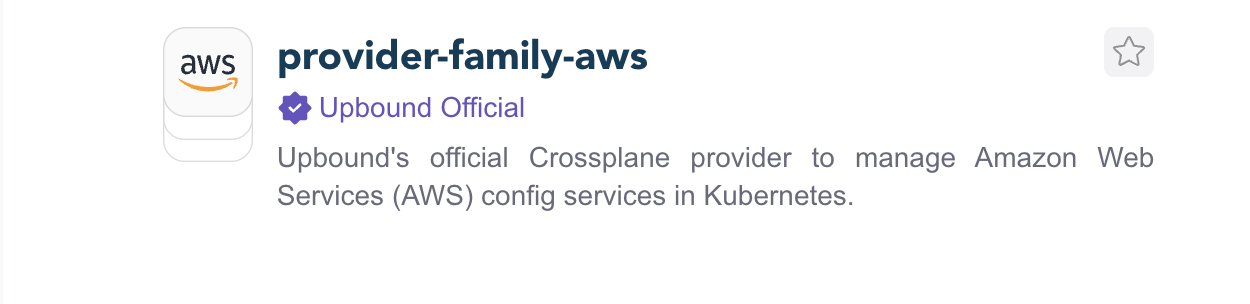 aws
provider-family-aws
Upbound Official
Upbound's official Crossplane provider to manage Amazon Web
Services (AWS) config services in Kubernetes.